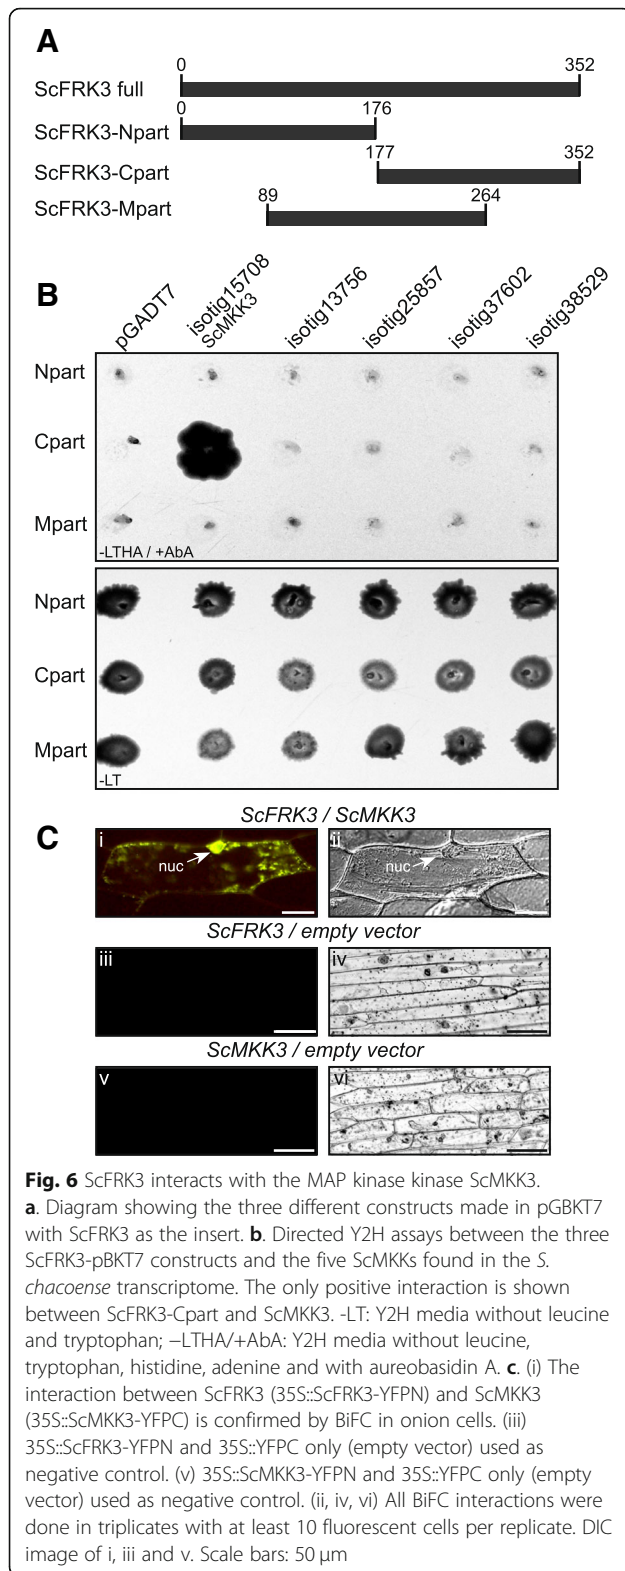 A
0 352
ScFRK3 full
0 176
ScFRK3-Npart
177 352
ScFRK3-Cpart
89 264
ScFRK3-Mpart
B
pGADT7
isotig15708
ScMKK3
isotig13756
isotig25857
isotig37602
isotig38529
Npart
Cpart
Mpart
-LTHA / +AbA
Npart
Cpart
Mpart
-LT
C
ScFRK3 / ScMKK3
i
nuc
ii
nuc
ScFRK3 / empty vector
iii
iv
ScMKK3 / empty vector
v
vi
Fig. 6 ScFRK3 interacts with the MAP kinase kinase ScMKK3.
a. Diagram showing the three different constructs made in pGBKT7
with ScFRK3 as the insert. b. Directed Y2H assays between the three
ScFRK3-pBKT7 constructs and the five ScMKKs found in the S.
chacoense transcriptome. The only positive interaction is shown
between ScFRK3-Cpart and ScMKK3. -LT: Y2H media without leucine
and tryptophan; −LTHA/+AbA: Y2H media without leucine,
tryptophan, histidine, adenine and with aureobasidin A. c. (i) The
interaction between ScFRK3 (35S::ScFRK3-YFPN) and ScMKK3
(35S::ScMKK3-YFPC) is confirmed by BiFC in onion cells. (iii)
35S::ScFRK3-YFPN and 35S::YFPC only (empty vector) used as
negative control. (v) 35S::ScMKK3-YFPN and 35S::YFPC only (empty
vector) used as negative control. (ii, iv, vi) All BiFC interactions were
done in triplicates with at least 10 fluorescent cells per replicate. DIC
image of i, iii and v. Scale bars: 50 μm